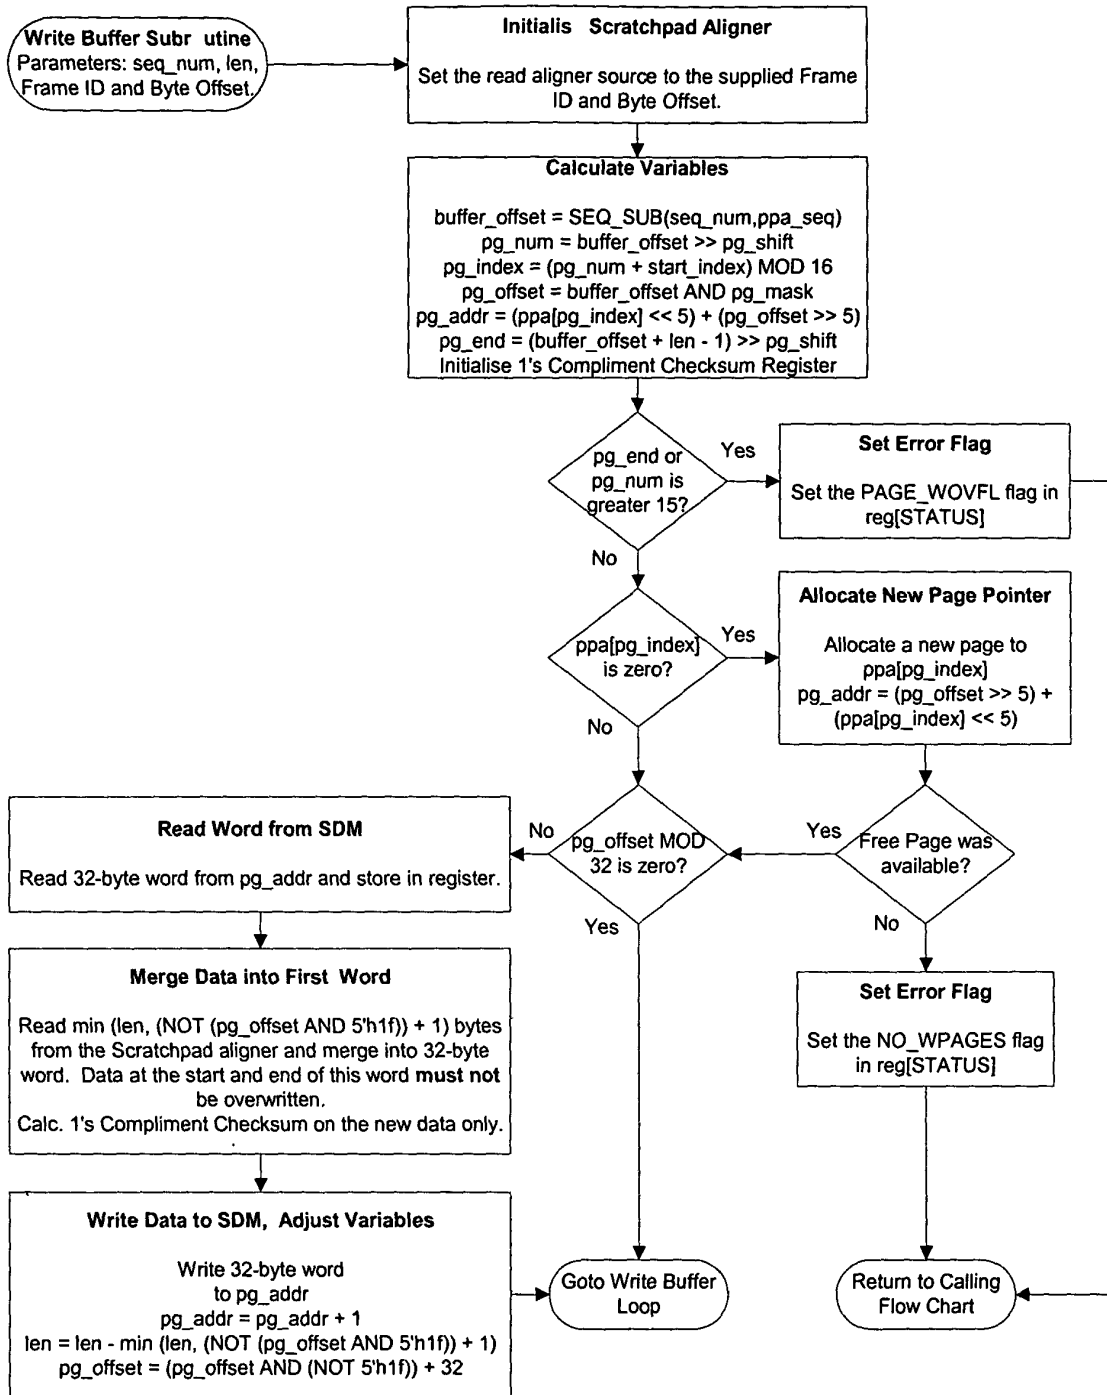 Write Buffer Subr utine
Parameters: seq_num, len,
Frame ID and Byte Offset.
Initialis Scratchpad Aligner
Set the read aligner source to the supplied Frame
ID and Byte Offset.
Calculate Variables
buffer_offset = SEQ_SUB(seq_num,ppa_seq)
pg_num = buffer_offset >> pg_shift
pg_index = (pg_num + start_index) MOD 16
pg_offset = buffer_offset AND pg_mask
pg_addr = (ppa[pg_index] << 5) + (pg_offset >> 5)
pg_end = (buffer_offset + len - 1) >> pg_shift
Initialise 1's Compliment Checksum Register
pg_end or
pg_num is
greater 15?
Yes
No
Set Error Flag
Set the PAGE_WOVFL flag in
reg[STATUS]
ppa[pg_index]
is zero?
Yes
No
Allocate New Page Pointer
Allocate a new page to
ppa[pg_index]
pg_addr = (pg_offset >> 5) +
(ppa[pg_index] << 5)
Free Page was
available?
Yes
No
pg_offset MOD
32 is zero?
No
Yes
Read Word from SDM
Read 32-byte word from pg_addr and store in register.
Merge Data into First Word
Read min (len, (NOT (pg_offset AND 5'h1f)) + 1) bytes
from the Scratchpad aligner and merge into 32-byte
word. Data at the start and end of this word must not
be overwritten.
Calc. 1's Compliment Checksum on the new data only.
Set Error Flag
Set the NO_WPAGES flag
in reg[STATUS]
Write Data to SDM, Adjust Variables
Write 32-byte word
to pg_addr
pg_addr = pg_addr + 1
len = len - min (len, (NOT (pg_offset AND 5'h1f)) + 1)
pg_offset = (pg_offset AND (NOT 5'h1f)) + 32
Goto Write Buffer
Loop
Return to Calling
Flow Chart